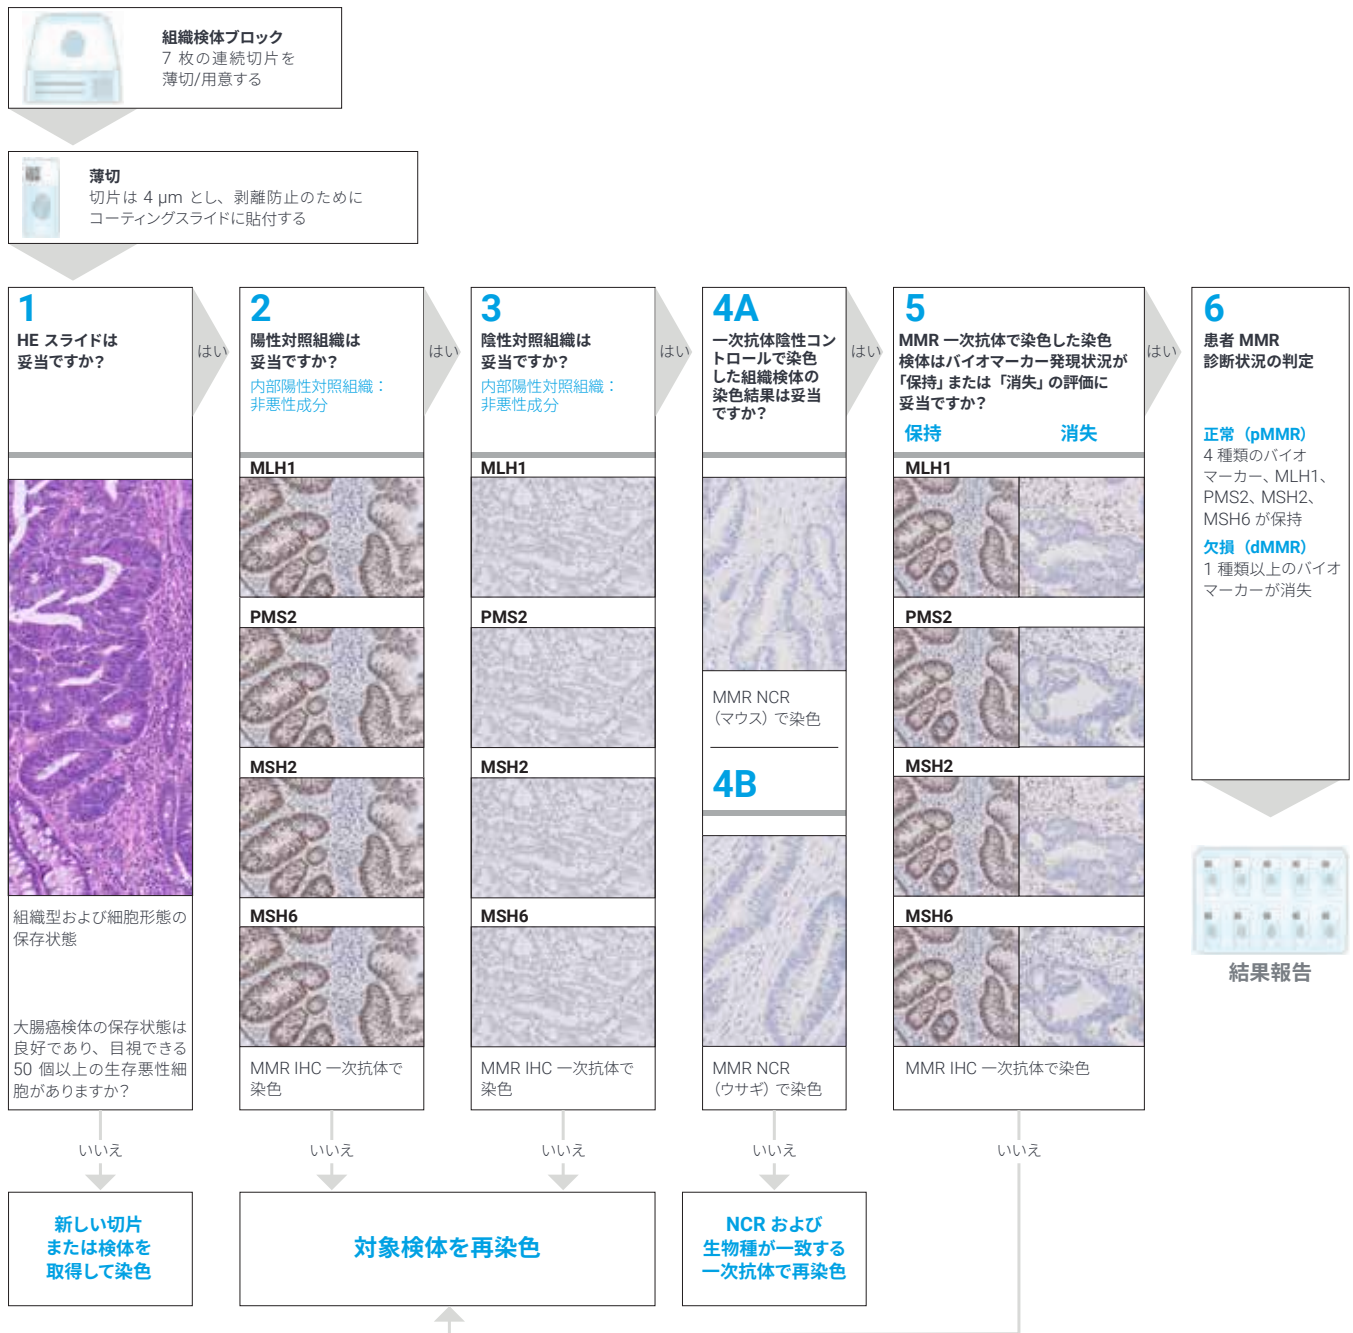 組織検体ブロック
7 枚の連続切片を
薄切/用意する
薄切
切片は 4 μm とし、剥離防止のために
コーティングスライドに貼付する
1
HE スライドは
妥当ですか？
はい
組織型および細胞形態の
保存状態
大腸癌検体の保存状態は
良好であり、目視できる
50 個以上の生存悪性細
胞がありますか？
いいえ
新しい切片
または検体を
取得して染色
2
陽性対照組織は
妥当ですか？
内部陽性対照組織：
非悪性成分
はい
MLH1
PMS2
MSH2
MSH6
MMR IHC 一次抗体で
染色
いいえ
3
陰性対照組織は
妥当ですか？
内部陽性対照組織：
非悪性成分
はい
MLH1
PMS2
MSH2
MSH6
MMR IHC 一次抗体で
染色
いいえ
対象検体を再染色
4A
一次抗体陰性コン
トロールで染色
した組織検体の
染色結果は妥当
ですか？
はい
MMR NCR
（マウス）で染色
4B
MMR NCR
（ウサギ）で染色
いいえ
NCR および
生物種が一致する
一次抗体で再染色
5
MMR 一次抗体で染色した染色
検体はバイオマーカー発現状況が
「保持」または「消失」の評価に
妥当ですか？
保持 消失
はい
MLH1
PMS2
MSH2
MSH6
MMR IHC 一次抗体で染色
いいえ
6
患者 MMR
診断状況の判定
正常（pMMR）
4 種類のバイオ
マーカー、MLH1、
PMS2、MSH2、
MSH6 が保持
欠損（dMMR）
1 種類以上のバイオ
マーカーが消失
結果報告